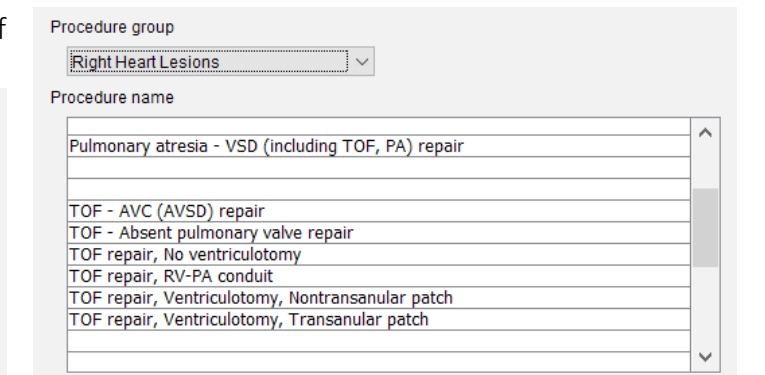 f
Procedure group
Right Heart Lesions
Procedure name
Pulmonary atresia - VSD (including TOF, PA) repair
TOF - AVC (AVSD) repair
TOF - Absent pulmonary valve repair
TOF repair, No ventriculotomy
TOF repair, RV-PA conduit
TOF repair, Ventriculotomy, Nontransanular patch
TOF repair, Ventriculotomy, Transanular patch